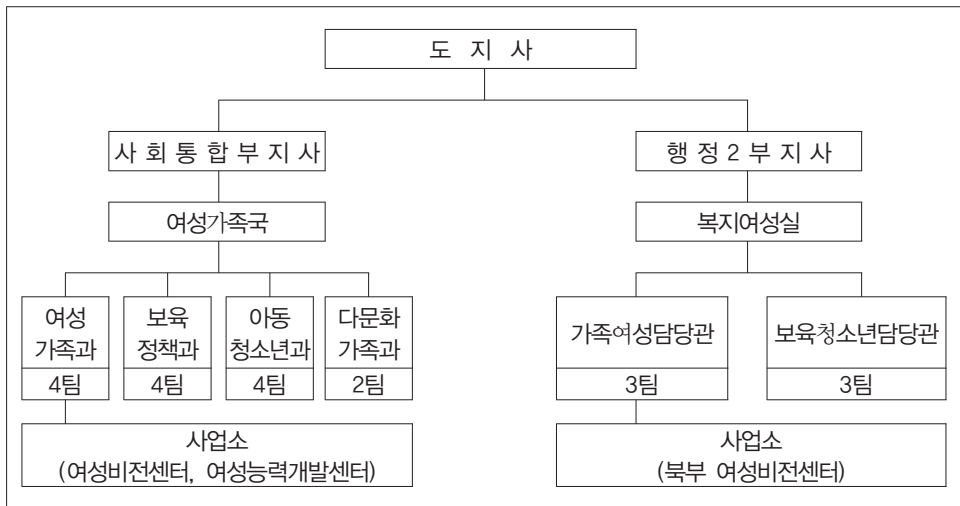 도 지 사
사 회 통 합 부 지 사
행 정 2 부 지 사
여성가족국
복지여성실
여성
가족과
4팀
보육
정책과
4팀
아동
청소년과
4팀
다문화
가족과
2팀
가족여성담당관
3팀
보육청소년담당관
3팀
사업소
(여성비전센터, 여성능력개발센터)
사업소
(북부 여성비전센터)